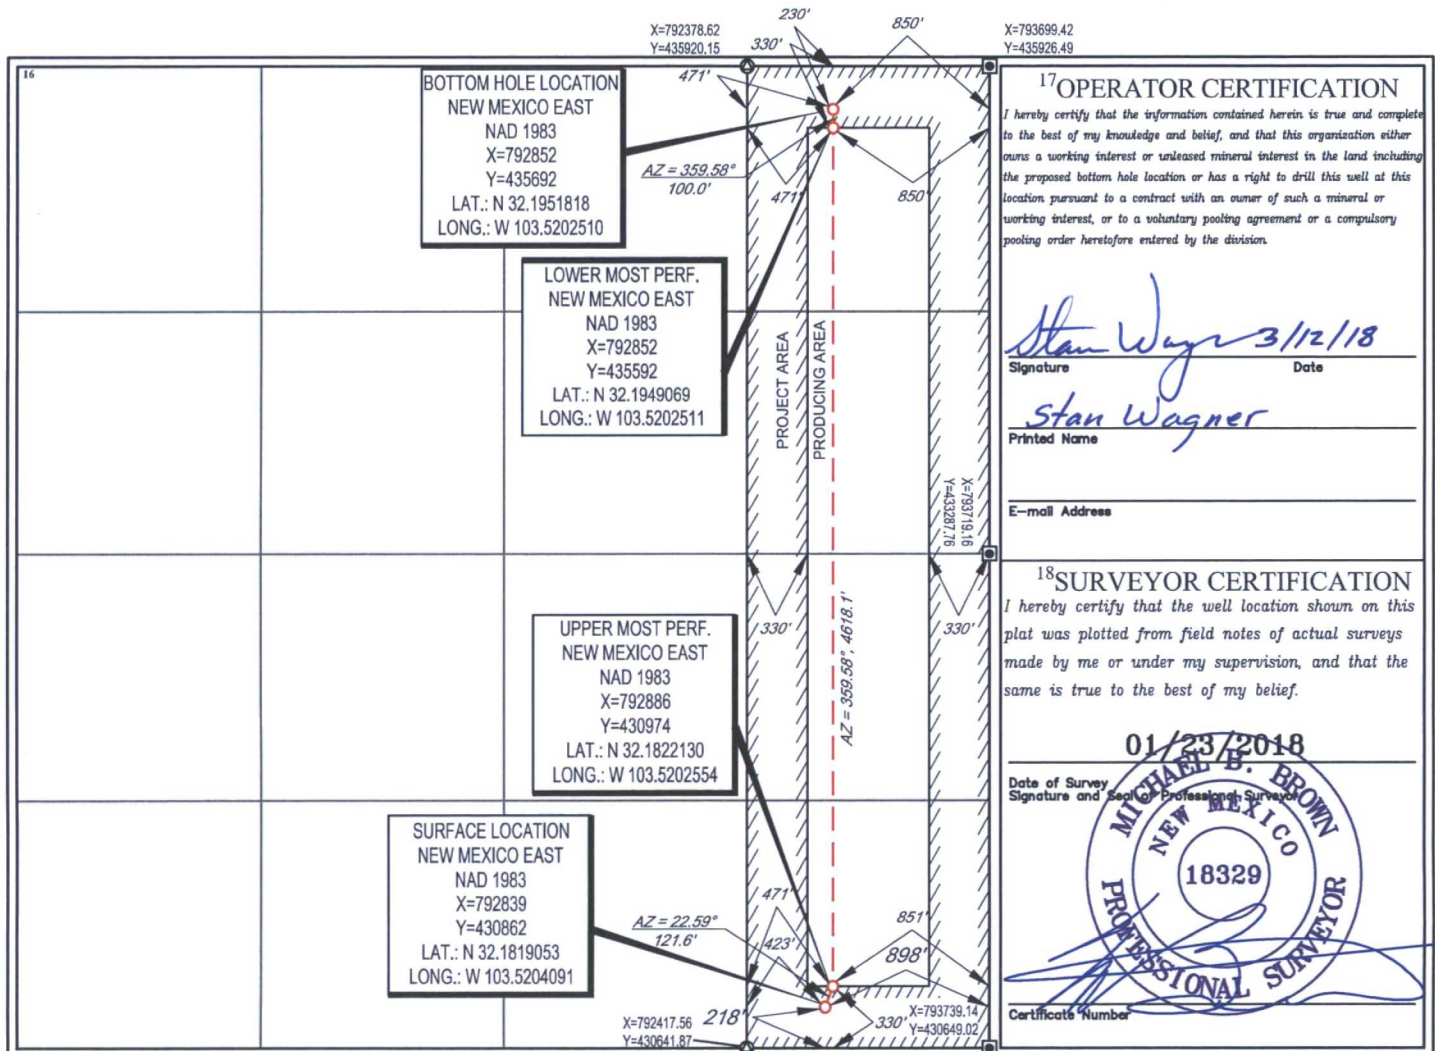 X=792378.62
Y=435920.15
230'
330'
850'
X=793699.42
Y=435926.49
16
BOTTOM HOLE LOCATION
NEW MEXICO EAST
NAD 1983
X=792852
Y=435692
LAT.: N 32.1951818
LONG.: W 103.5202510
471'
AZ = 359.58°
100.0'
471'
850'
LOWER MOST PERF.
NEW MEXICO EAST
NAD 1983
X=792852
Y=435592
LAT.: N 32.1949069
LONG.: W 103.5202511
PROJECT AREA
PRODUCING AREA
X=793719.16
Y=433287.76
330'
330'
AZ = 359.58°, 4618.1'
UPPER MOST PERF.
NEW MEXICO EAST
NAD 1983
X=792886
Y=430974
LAT.: N 32.1822130
LONG.: W 103.5202554
SURFACE LOCATION
NEW MEXICO EAST
NAD 1983
X=792839
Y=430862
LAT.: N 32.1819053
LONG.: W 103.5204091
471'
AZ = 22.59°
121.6'
423'
851'
898'
X=792417.56
Y=430641.87
218'
330'
X=793739.14
Y=430649.02
17 OPERATOR CERTIFICATION
I hereby certify that the information contained herein is true and complete
to the best of my knowledge and belief, and that this organization either
owns a working interest or unleased mineral interest in the land including
the proposed bottom hole location or has a right to drill this well at this
location pursuant to a contract with an owner of such a mineral or
working interest, or to a voluntary pooling agreement or a compulsory
pooling order heretofore entered by the division.
Stan Wagner 3/12/18
Signature Date
Stan Wagner
Printed Name
E-mail Address
18 SURVEYOR CERTIFICATION
I hereby certify that the well location shown on this
plat was plotted from field notes of actual surveys
made by me or under my supervision, and that the
same is true to the best of my belief.
01/23/2018
Date of Survey
Signature and Seal of Professional Surveyor
MICHAEL B. BROWN
NEW MEXICO
18329
PROFESSIONAL SURVEYOR
Certificate Number